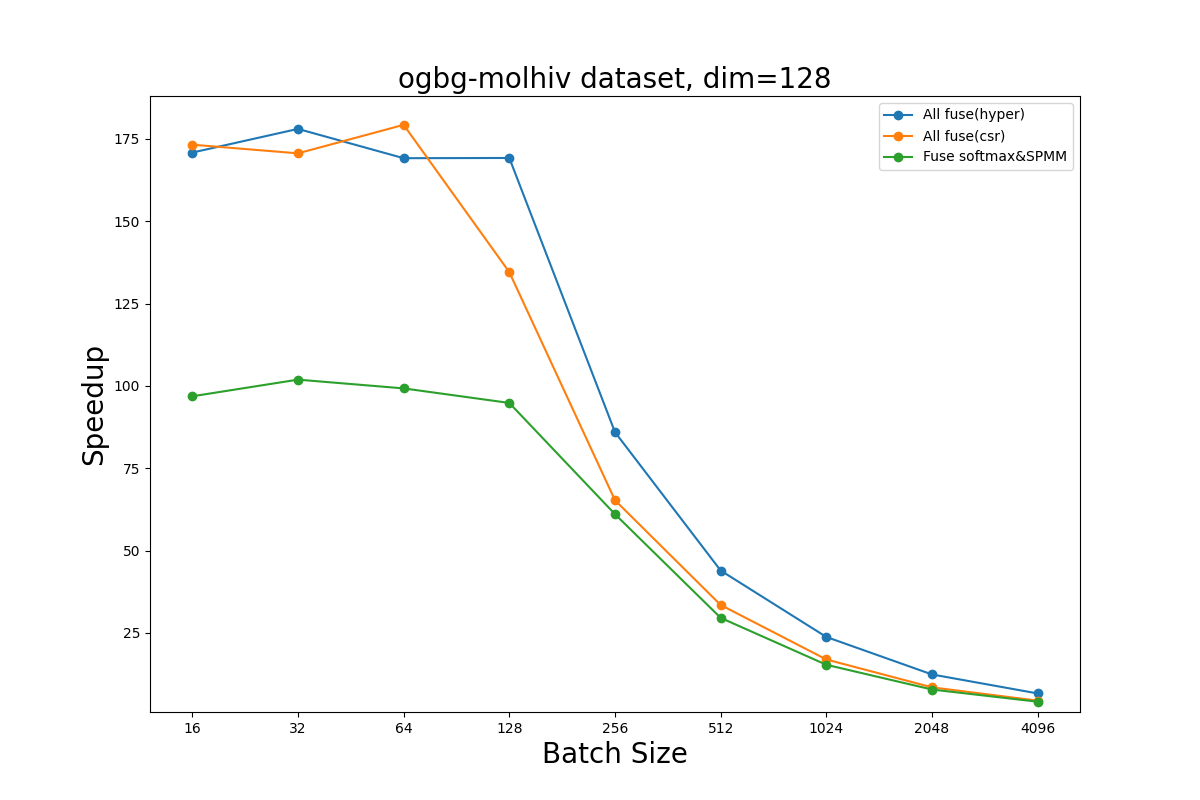 ogbg-molhiv dataset, dim=128
All fuse(hyper)
All fuse(csr)
Fuse softmax&SPMM
175
150
125
100
75
50
25
Speedup
16 32 64 128 256 512 1024 2048 4096
Batch Size